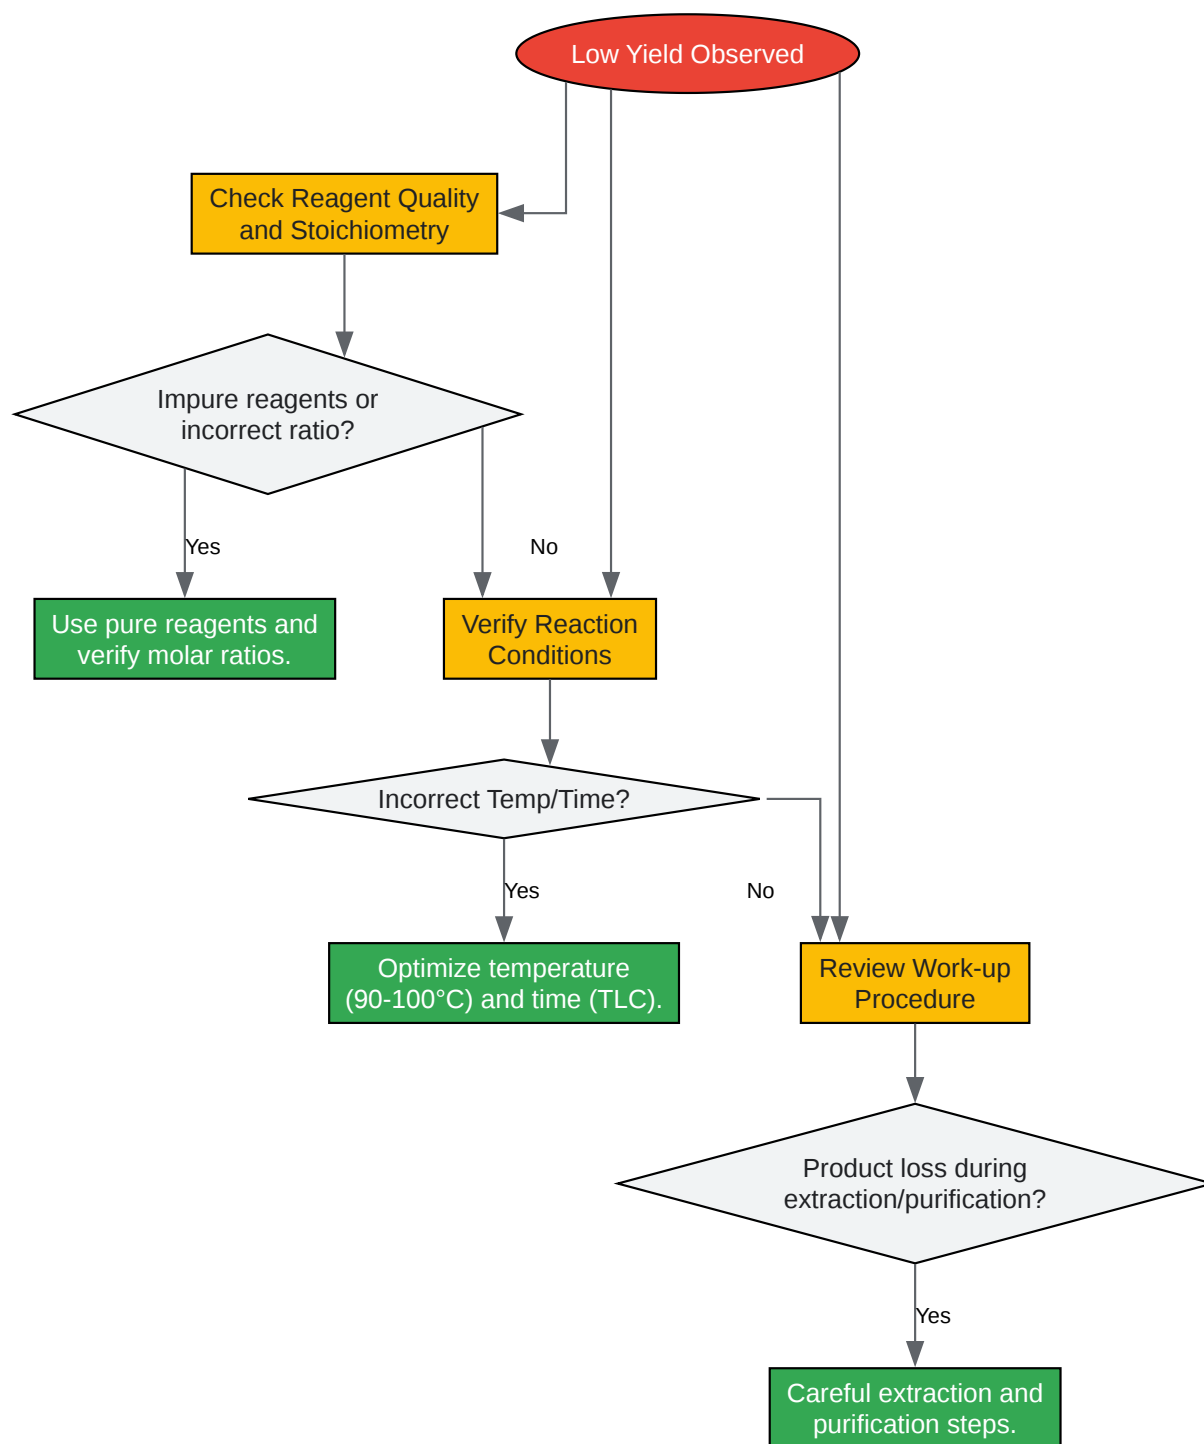 Low Yield Observed
Check Reagent Quality
and Stoichiometry
Impure reagents or
incorrect ratio?
Yes
No
Use pure reagents and
verify molar ratios.
Verify Reaction
Conditions
Incorrect Temp/Time?
Yes
No
Optimize temperature
(90-100°C) and time (TLC).
Review Work-up
Procedure
Product loss during
extraction/purification?
Yes
Careful extraction and
purification steps.